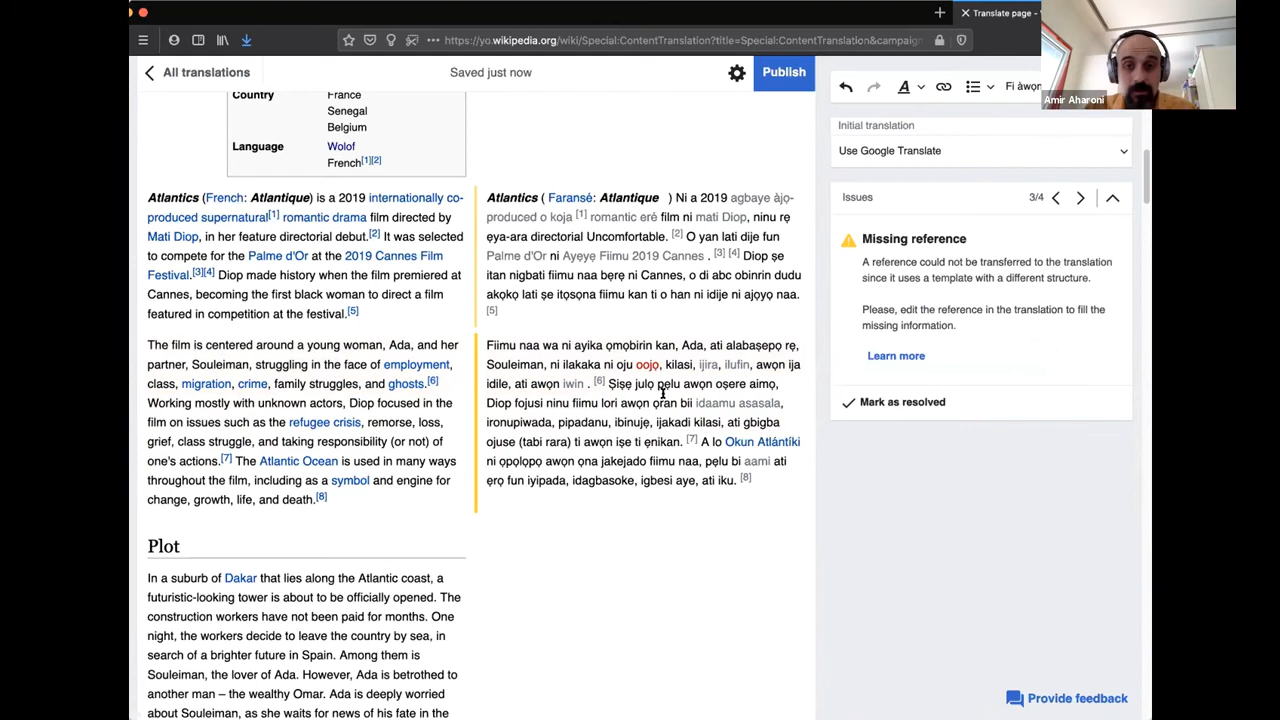 Translate page -
https://yo.wikipedia.org/wiki/Special:ContentTranslation?title=Special:ContentTranslation&campaig
All translations
Saved just now
Publish
Fi àwọn
Amir Aharoni
Country
France
Senegal
Belgium
Language
Wolof
French[1][2]
Atlantics (French: Atlantique) is a 2019 internationally co-
produced supernatural[1] romantic drama film directed by
Mati Diop, in her feature directorial debut.[2] It was selected
to compete for the Palme d'Or at the 2019 Cannes Film
Festival.[3][4] Diop made history when the film premiered at
Cannes, becoming the first black woman to direct a film
featured in competition at the festival.[5]
The film is centered around a young woman, Ada, and her
partner, Souleiman, struggling in the face of employment,
class, migration, crime, family struggles, and ghosts.[6]
Working mostly with unknown actors, Diop focused in the
film on issues such as the refugee crisis, remorse, loss,
grief, class struggle, and taking responsibility (or not) of
one's actions.[7] The Atlantic Ocean is used in many ways
throughout the film, including as a symbol and engine for
change, growth, life, and death.[8]
Plot
In a suburb of Dakar that lies along the Atlantic coast, a
futuristic-looking tower is about to be officially opened. The
construction workers have not been paid for months. One
night, the workers decide to leave the country by sea, in
search of a brighter future in Spain. Among them is
Souleiman, the lover of Ada. However, Ada is betrothed to
another man – the wealthy Omar. Ada is deeply worried
about Souleiman, as she waits for news of his fate in the
Atlantics ( Faransé: Atlantique ) Ni a 2019 agbaye àjọ-
produced o koja [1] romantic eré film ni mati Diop, ninu rẹ
ẹya-ara directorial Uncomfortable. [2] O yan lati dije fun
Palme d'Or ni Ayẹyẹ Fiimu 2019 Cannes . [3] [4] Diop ṣe
itan nigbati fiimu naa bẹrẹ ni Cannes, o di abc obinrin dudu
akọkọ lati ṣe itọsọna fiimu kan ti o han ni idije ni ajọyọ naa.
[5]
Fiimu naa wa ni ayika ọmọbirin kan, Ada, ati alabaṣepọ rẹ,
Souleiman, ni ilakaka ni oju oojọ, kilasi, ijira, ilufin, awọn ija
idile, ati awọn iwin . [6] Ṣiṣẹ julọ pẹlu awọn oṣere aimọ,
Diop fojusi ninu fiimu lori awọn ọran bii idaamu asasala,
ironupiwada, pipadanu, ibinujẹ, ijakadi kilasi, ati gbigba
ojuse (tabi rara) ti awọn iṣe ti ẹnikan. [7] A lo Okun Atlántíki
ni ọpọlọpọ awọn ọna jakejado fiimu naa, pẹlu bi aami ati
ẹrọ fun iyipada, idagbasoke, igbesi aye, ati iku. [8]
Initial translation
Use Google Translate
Issues
3/4
Missing reference
A reference could not be transferred to the translation
since it uses a template with a different structure.
Please, edit the reference in the translation to fill the
missing information.
Learn more
Mark as resolved
Provide feedback